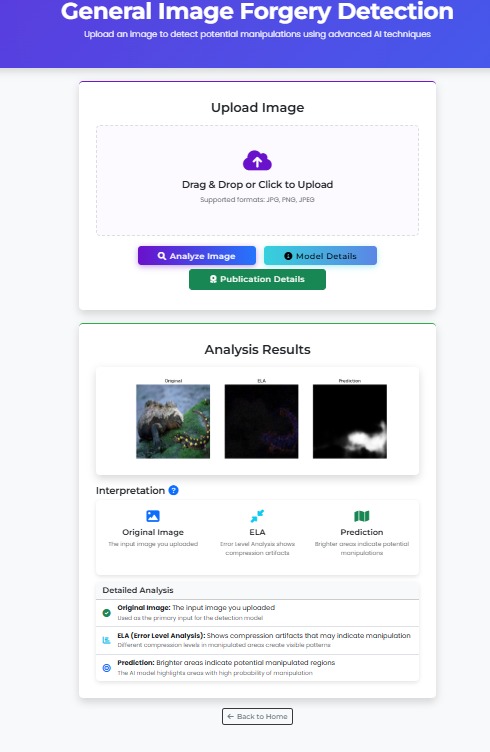 General Image Forgery Detection
Upload an image to detect potential manipulations using advanced AI techniques
Upload Image
Drag & Drop or Click to Upload
Supported formats: JPG, PNG, JPEG
Analyze Image
Model Details
Publication Details
Analysis Results
Original
ELA
Prediction
Interpretation ?
Original Image
The input image you uploaded
ELA
Error Level Analysis shows
compression artifacts
Prediction
Brighter areas indicate potential
manipulations
Detailed Analysis
Original Image: The input image you uploaded
Used as the primary input for the detection model
ELA (Error Level Analysis): Shows compression artifacts that may indicate manipulation
Different compression levels in manipulated areas create visible patterns
Prediction: Brighter areas indicate potential manipulated regions
The AI model highlights areas with high probability of manipulation
← Back to Home